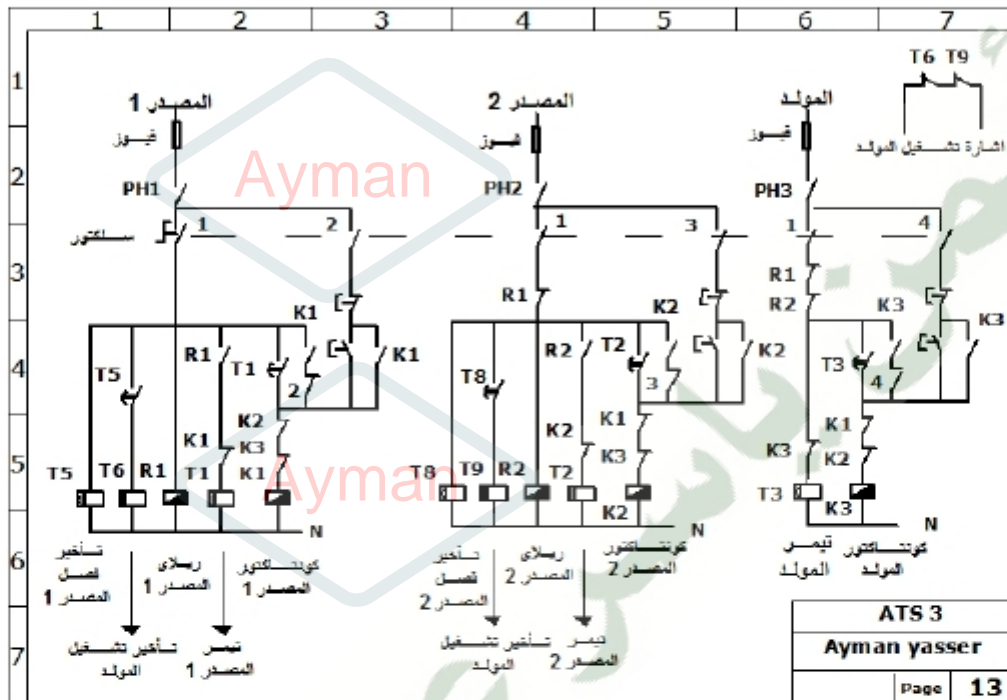 1 2 3 4 5 6 7
1
2
3
4
5
6
7
T6 T9
المصدر 1
المصدر 2
المولد
فيوز
فيوز
فيوز
اشارة تشغيل المولد
Ayman
PH1
PH2
PH3
سلكتور
1
2
1
3
1
4
R1
R1
R2
K1
K2
K3
K1
K2
K3
T5
R1
T1
2
T8
R2
T2
3
T3
4
K2
K1
K3
K1
K2
K1
K3
K1
K3
K2
Ayman
T5
T6
R1
T1
T8
T9
R2
T2
K2
T3
K3
N
N
N
تأخير فصل المصدر 1
ريلاي المصدر 1
كونتاكتور المصدر 1
تأخير فصل المصدر 2
ريلاي المصدر 2
كونتاكتور المصدر 2
تيمر المولد
كونتاكتور المولد
تأخير تشغيل المولد
تيمر المصدر 1
تأخير تشغيل المولد
تيمر المصدر 2
ATS 3
Ayman yasser
Page 13